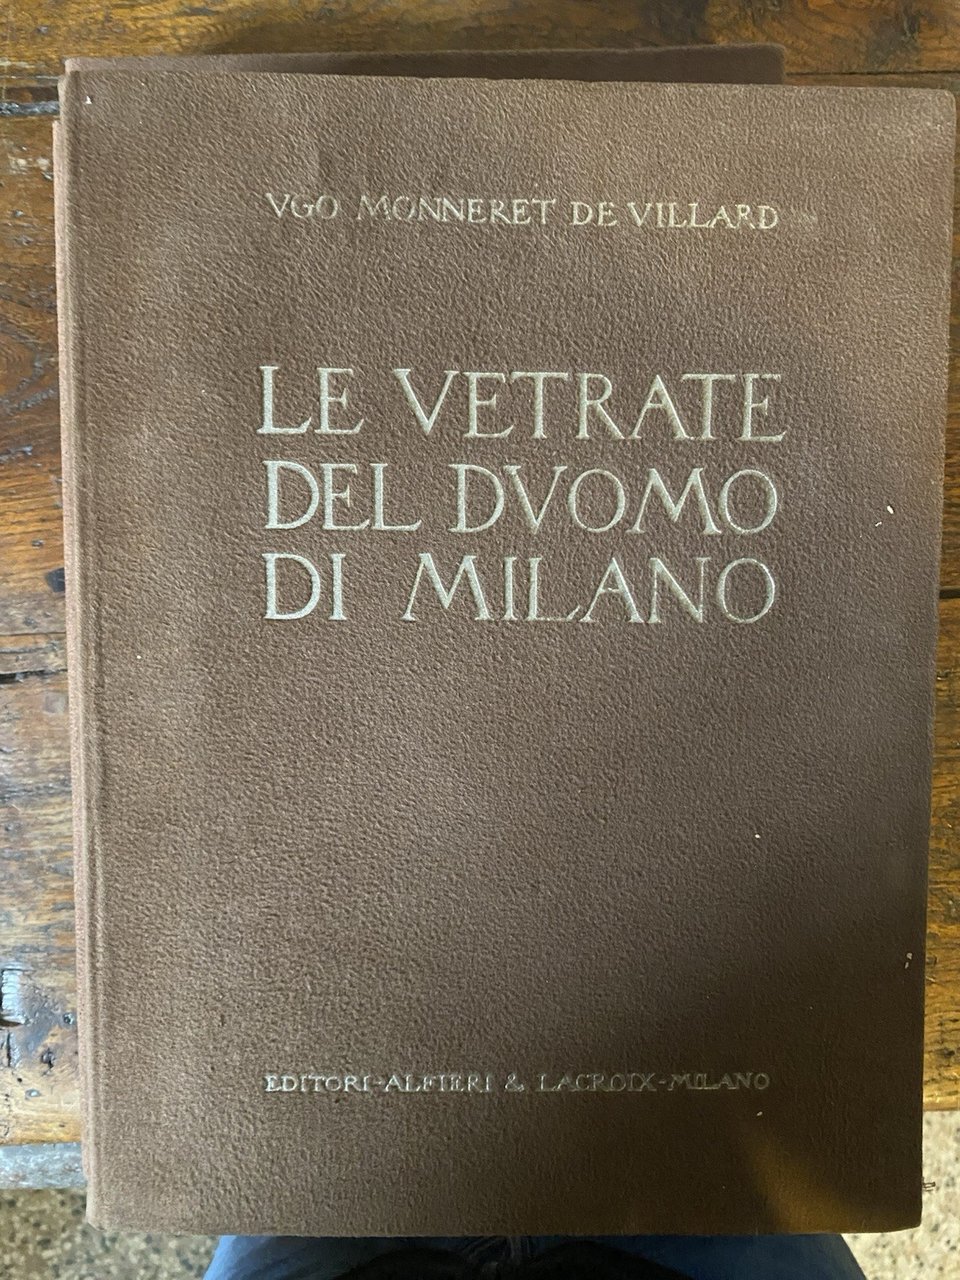 VGO MONNERET DE VILLARD
LE VETRATE
DEL DVOMO
DI MILANO
EDITORI-ALFIERI & LACROIX-MILANO